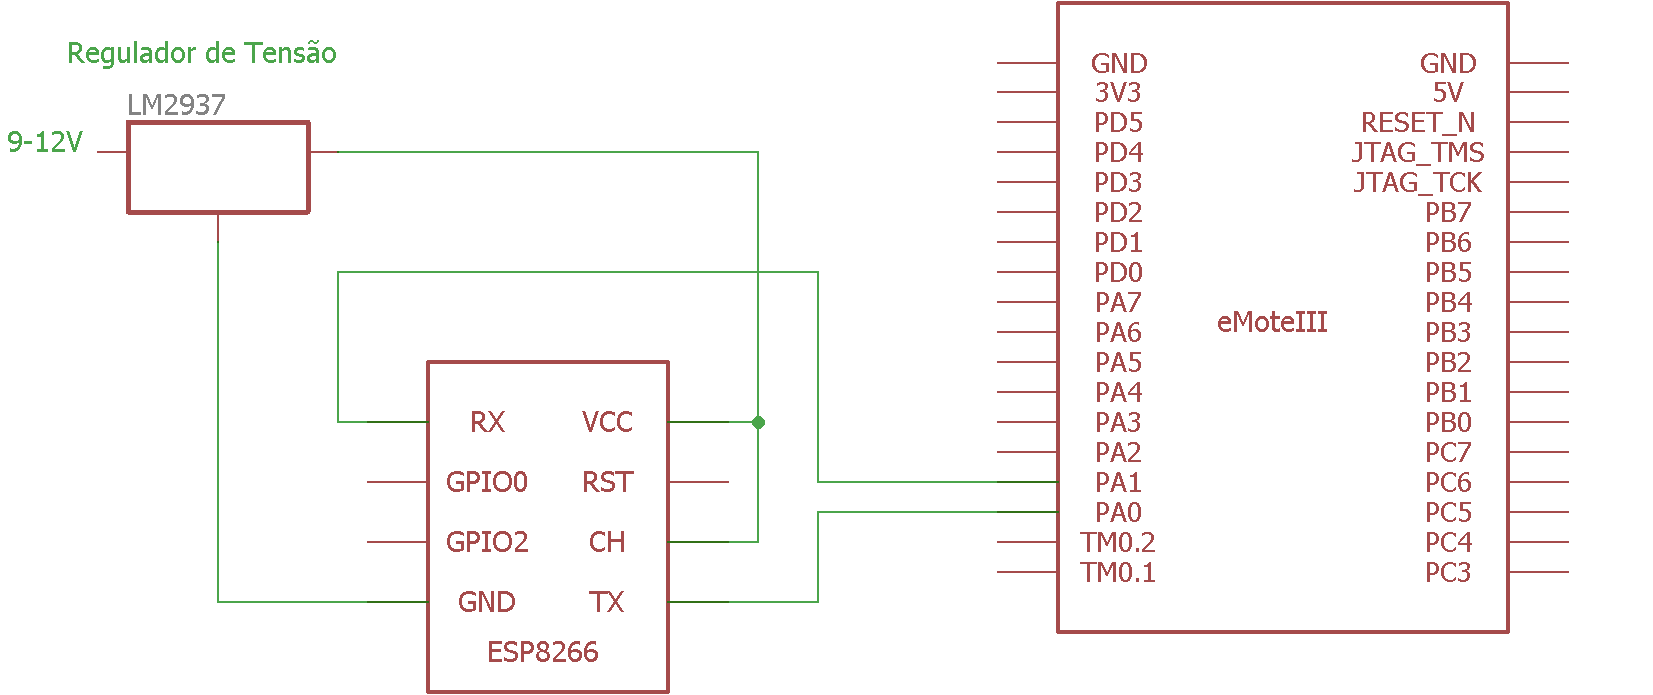 Regulador de Tensão
LM2937
9-12V
RX
VCC
GPIO0
RST
GPIO2
CH
GND
TX
ESP8266
GND
GND
3V3
5V
PD5
RESET_N
PD4
JTAG_TMS
PD3
JTAG_TCK
PD2
PB7
PD1
PB6
PD0
PB5
PA7
PB4
eMoteIII
PA6
PB3
PA5
PB2
PA4
PB1
PA3
PB0
PA2
PC7
PA1
PC6
PA0
PC5
TM0.2
PC4
TM0.1
PC3